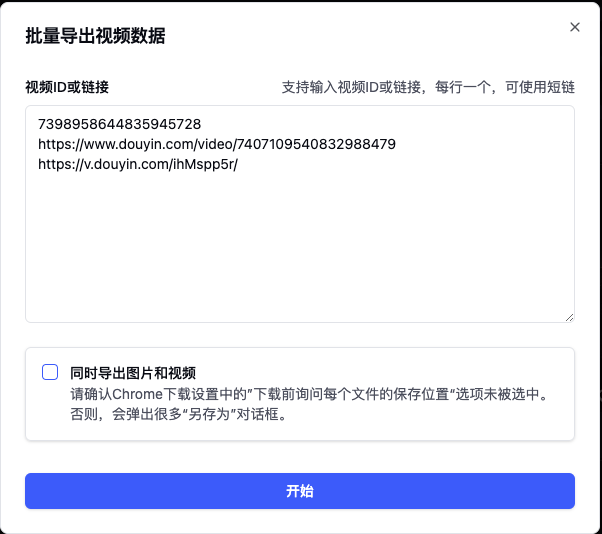 批量导出视频数据
视频ID或链接
支持输入视频ID或链接，每行一个，可使用短链
7398958644835945728
https://www.douyin.com/video/7407109540832988479
https://v.douyin.com/ihMspp5r/
同时导出图片和视频
请确认Chrome下载设置中的”下载前询问每个文件的保存位置“选项未被选中。
否则，会弹出很多“另存为”对话框。
开始